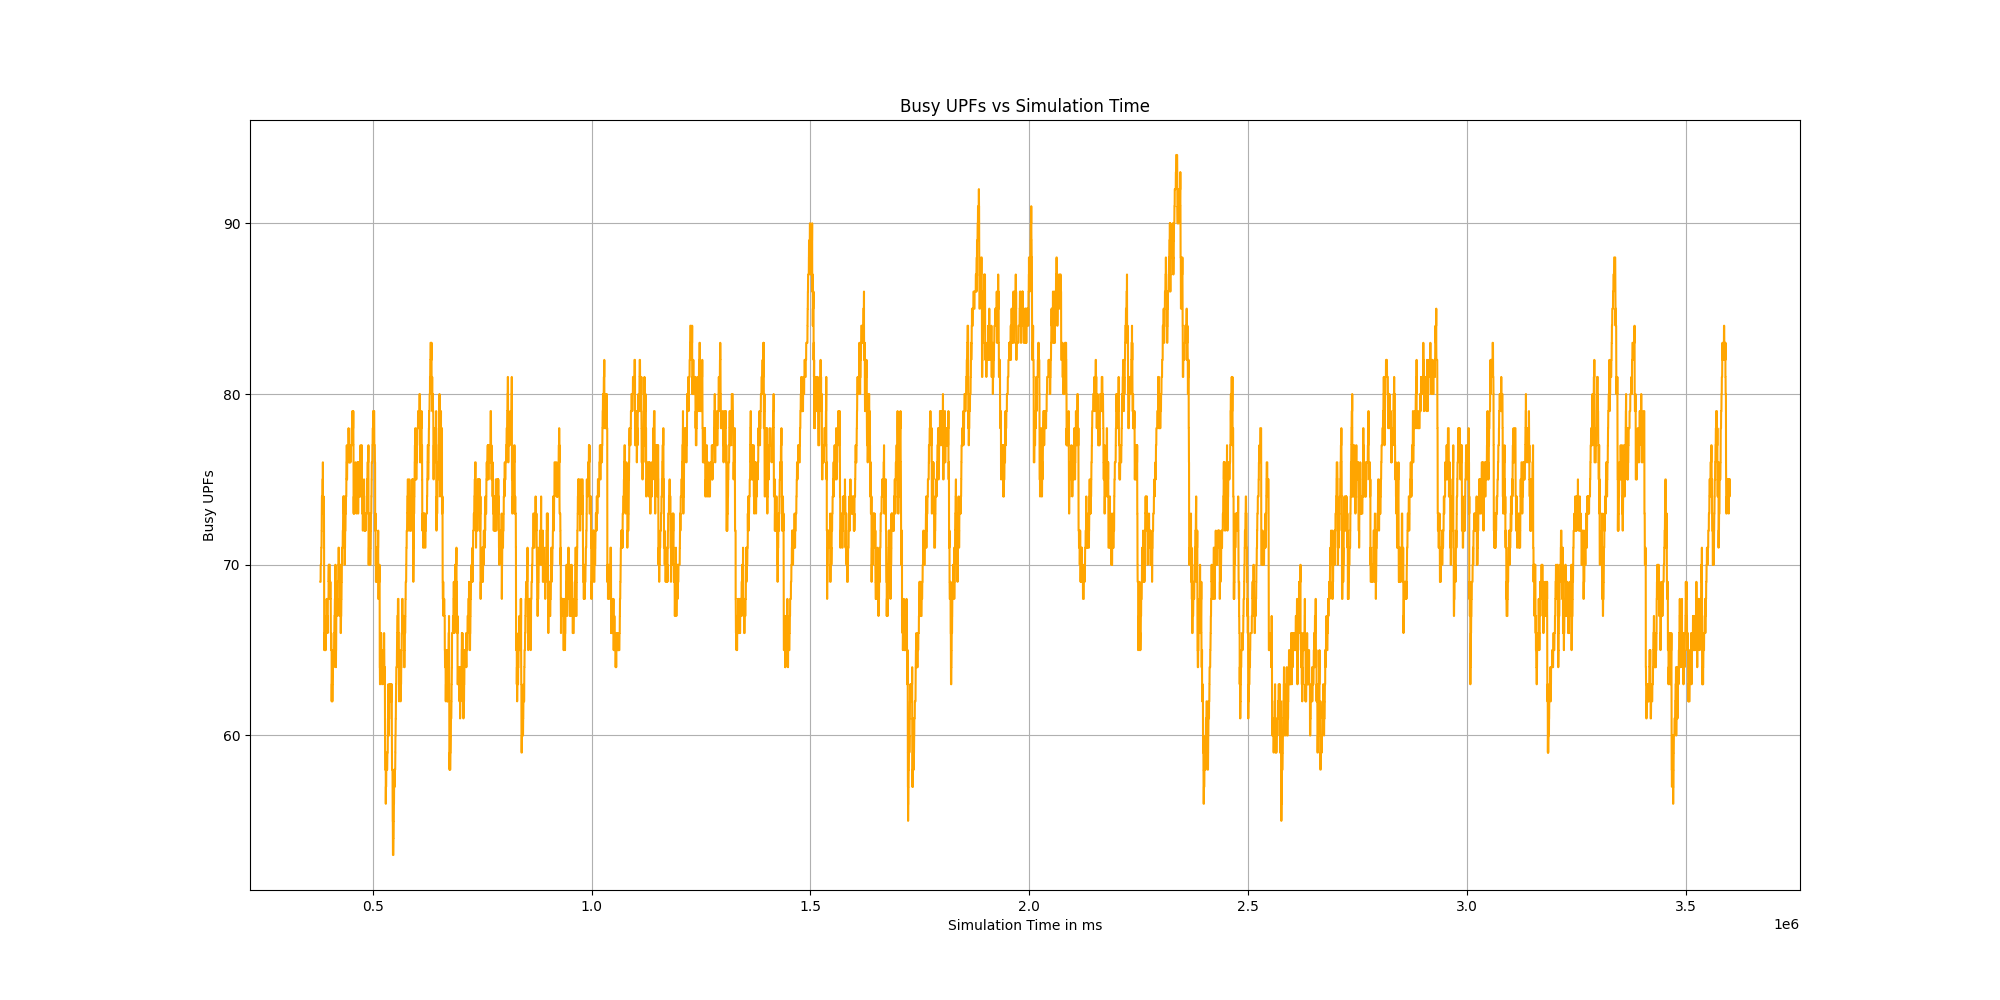 Busy UPFs vs Simulation Time
90
80
70
60
Busy UPFs
0.5 1.0 1.5 2.0 2.5 3.0 3.5
Simulation Time in ms
1e6